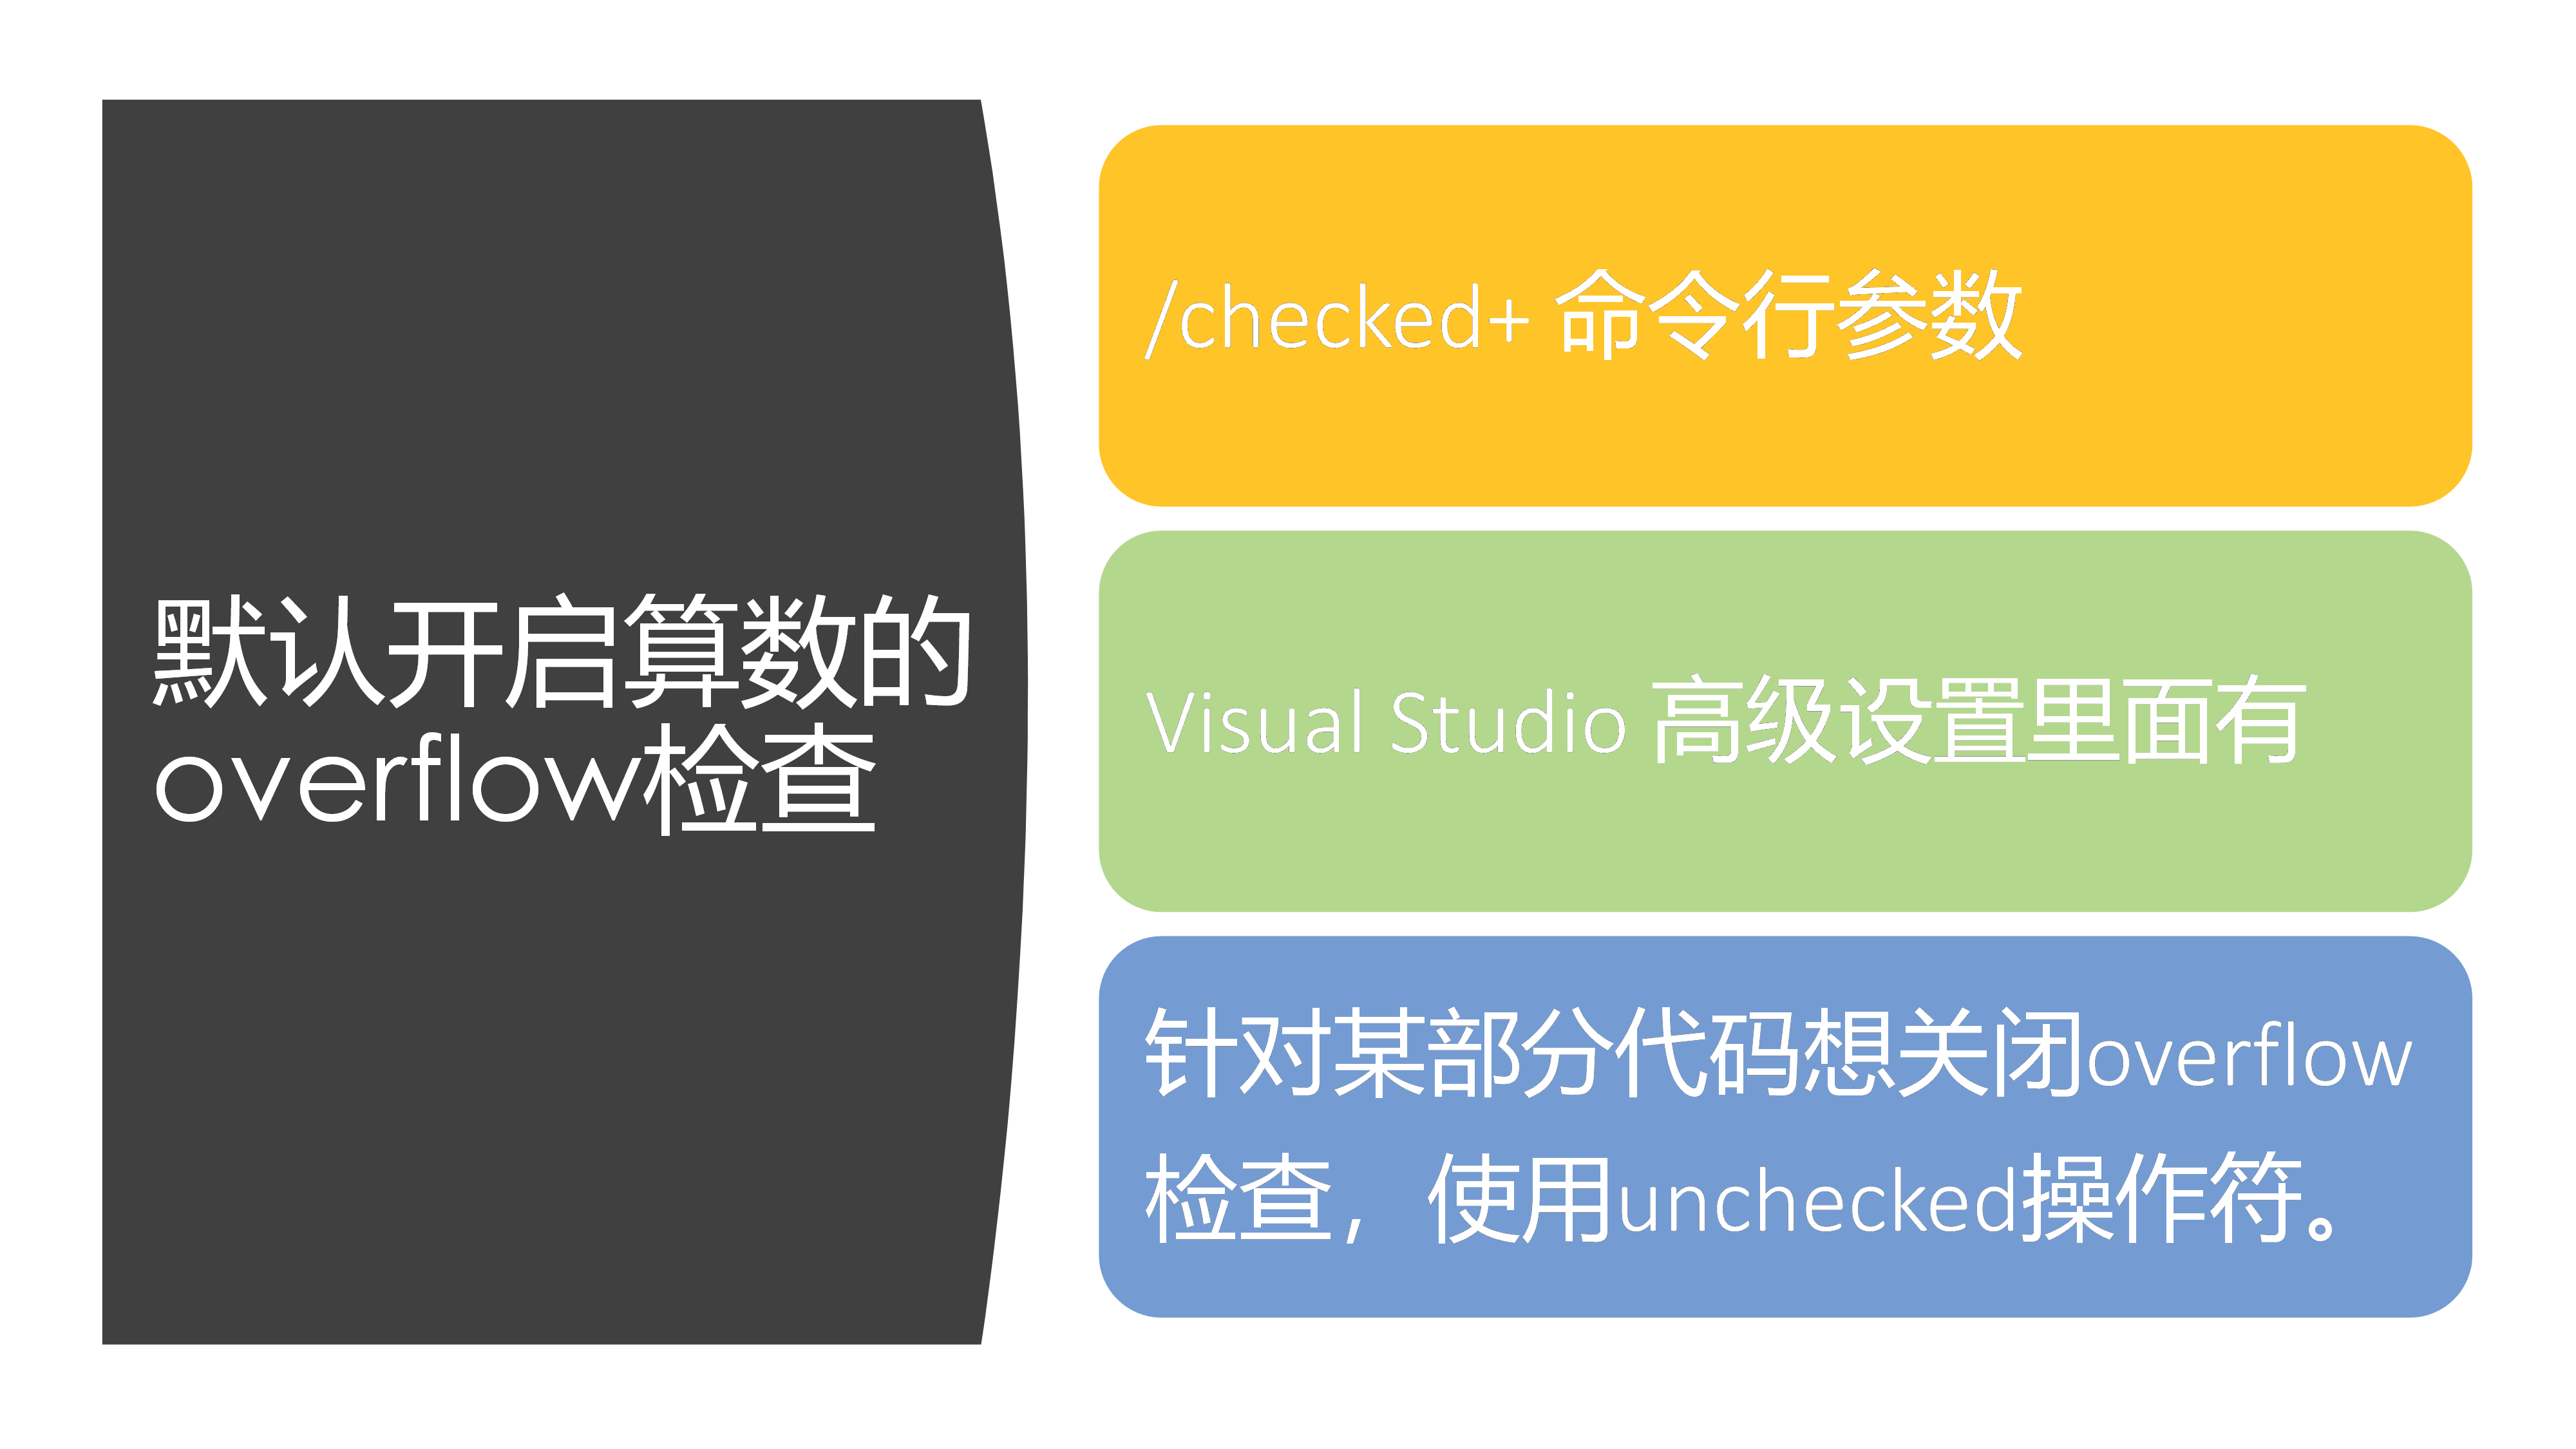 默认开启算数的
overflow检查
/checked+ 命令行参数
Visual Studio 高级设置里面有
针对某部分代码想关闭overflow
检查，使用unchecked操作符。